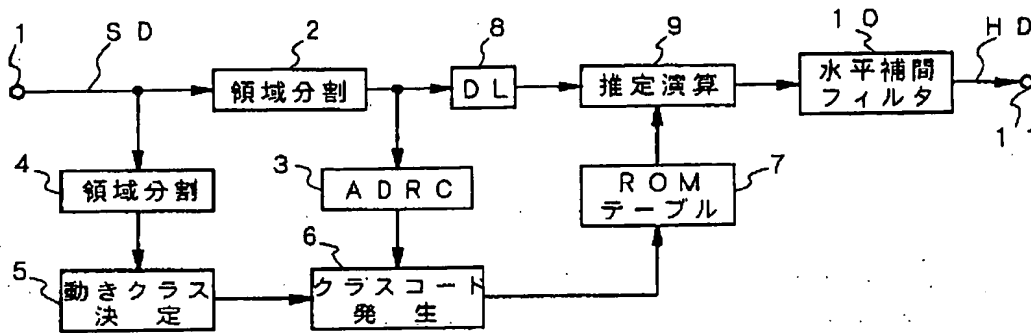 1
SD
2
領域分割
8
DL
9
推定演算
10
水平補間
フィルタ
HD
11
4
領域分割
3
ADRC
ROM
テーブル
7
5
動きクラス
決定
6
クラスコード
発生